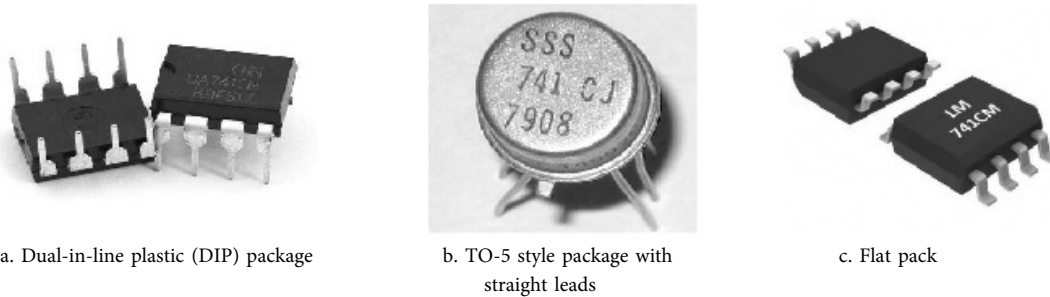 CNN
UA741CN
SSS
741 CJ
7908
LM
741CM
a. Dual-in-line plastic (DIP) package
b. TO-5 style package with
straight leads
c. Flat pack